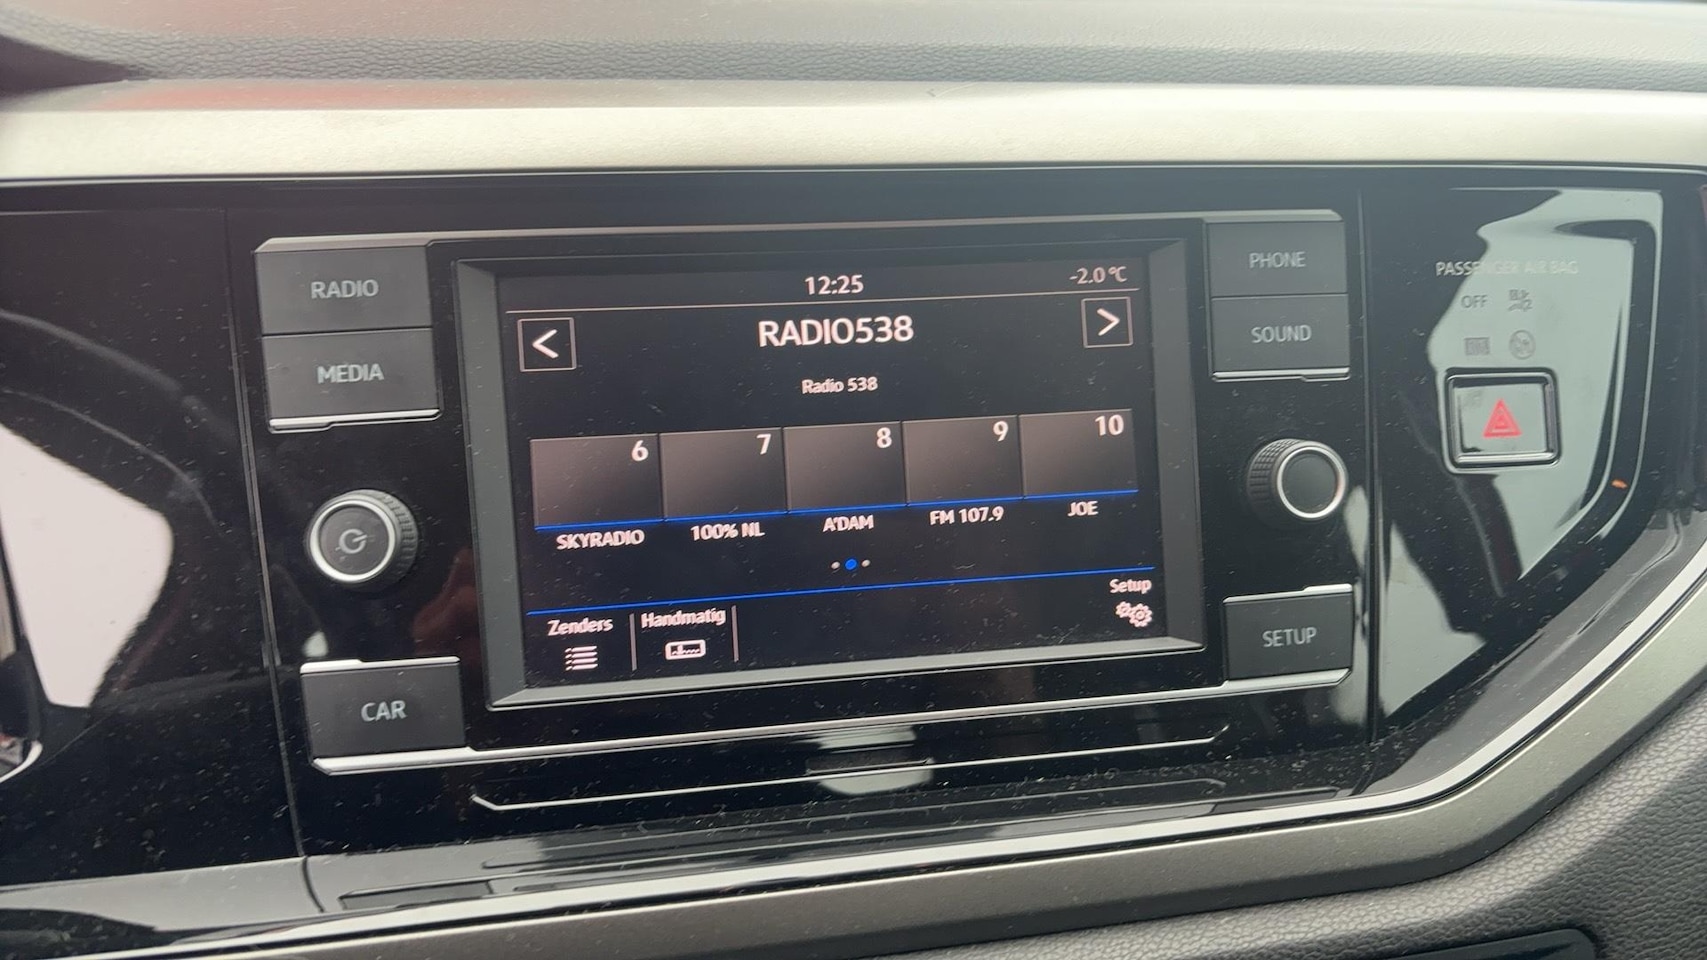 RADIO
MEDIA
CAR
12:25
-2.0 °C
<
RADIO538
>
Radio 538
6
7
8
9
10
SKYRADIO
100% NL
A'DAM
FM 107.9
JOE
Zenders
Handmatig
Setup
PHONE
SOUND
SETUP
PASSENGER AIR BAG
OFF